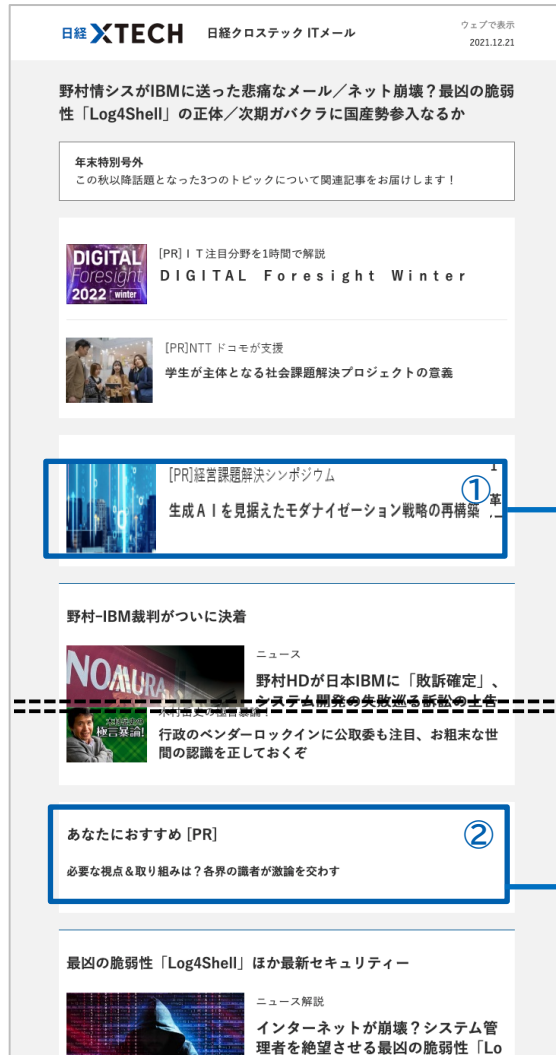 日経XTECH 日経クロステック ITメール
ウェブで表示
2021.12.21
野村情シスがIBMに送った悲痛なメール／ネット崩壊？最凶の脆弱
性「Log4Shell」の正体／次期ガバクラに国産勢参入なるか
年末特別号外
この秋以降話題となった3つのトピックについて関連記事をお届けします！
DIGITAL
Foresight
2022 winter
[PR]ＩＴ注目分野を1時間で解説
ＤＩＧＩＴＡＬ Ｆｏｒｅｓｉｇｈｔ Ｗｉｎｔｅｒ
[PR]NTT ドコモが支援
学生が主体となる社会課題解決プロジェクトの意義
[PR]経営課題解決シンポジウム
①
生成ＡＩを見据えたモダナイゼーション戦略の再構築
革
野村-IBM裁判がついに決着
NOMURA
ニュース
野村HDが日本IBMに「敗訴確定」、
システム開発の失敗巡る訴訟の上告
木村岳史の極言暴論！
木村岳史の
極言暴論!
行政のベンダーロックインに公取委も注目、お粗末な世
間の認識を正しておくぞ
あなたにおすすめ [PR]
②
必要な視点＆取り組みは？各界の識者が激論を交わす
最凶の脆弱性「Log4Shell」ほか最新セキュリティー
ニュース解説
インターネットが崩壊？システム管
理者を絶望させる最凶の脆弱性「Lo